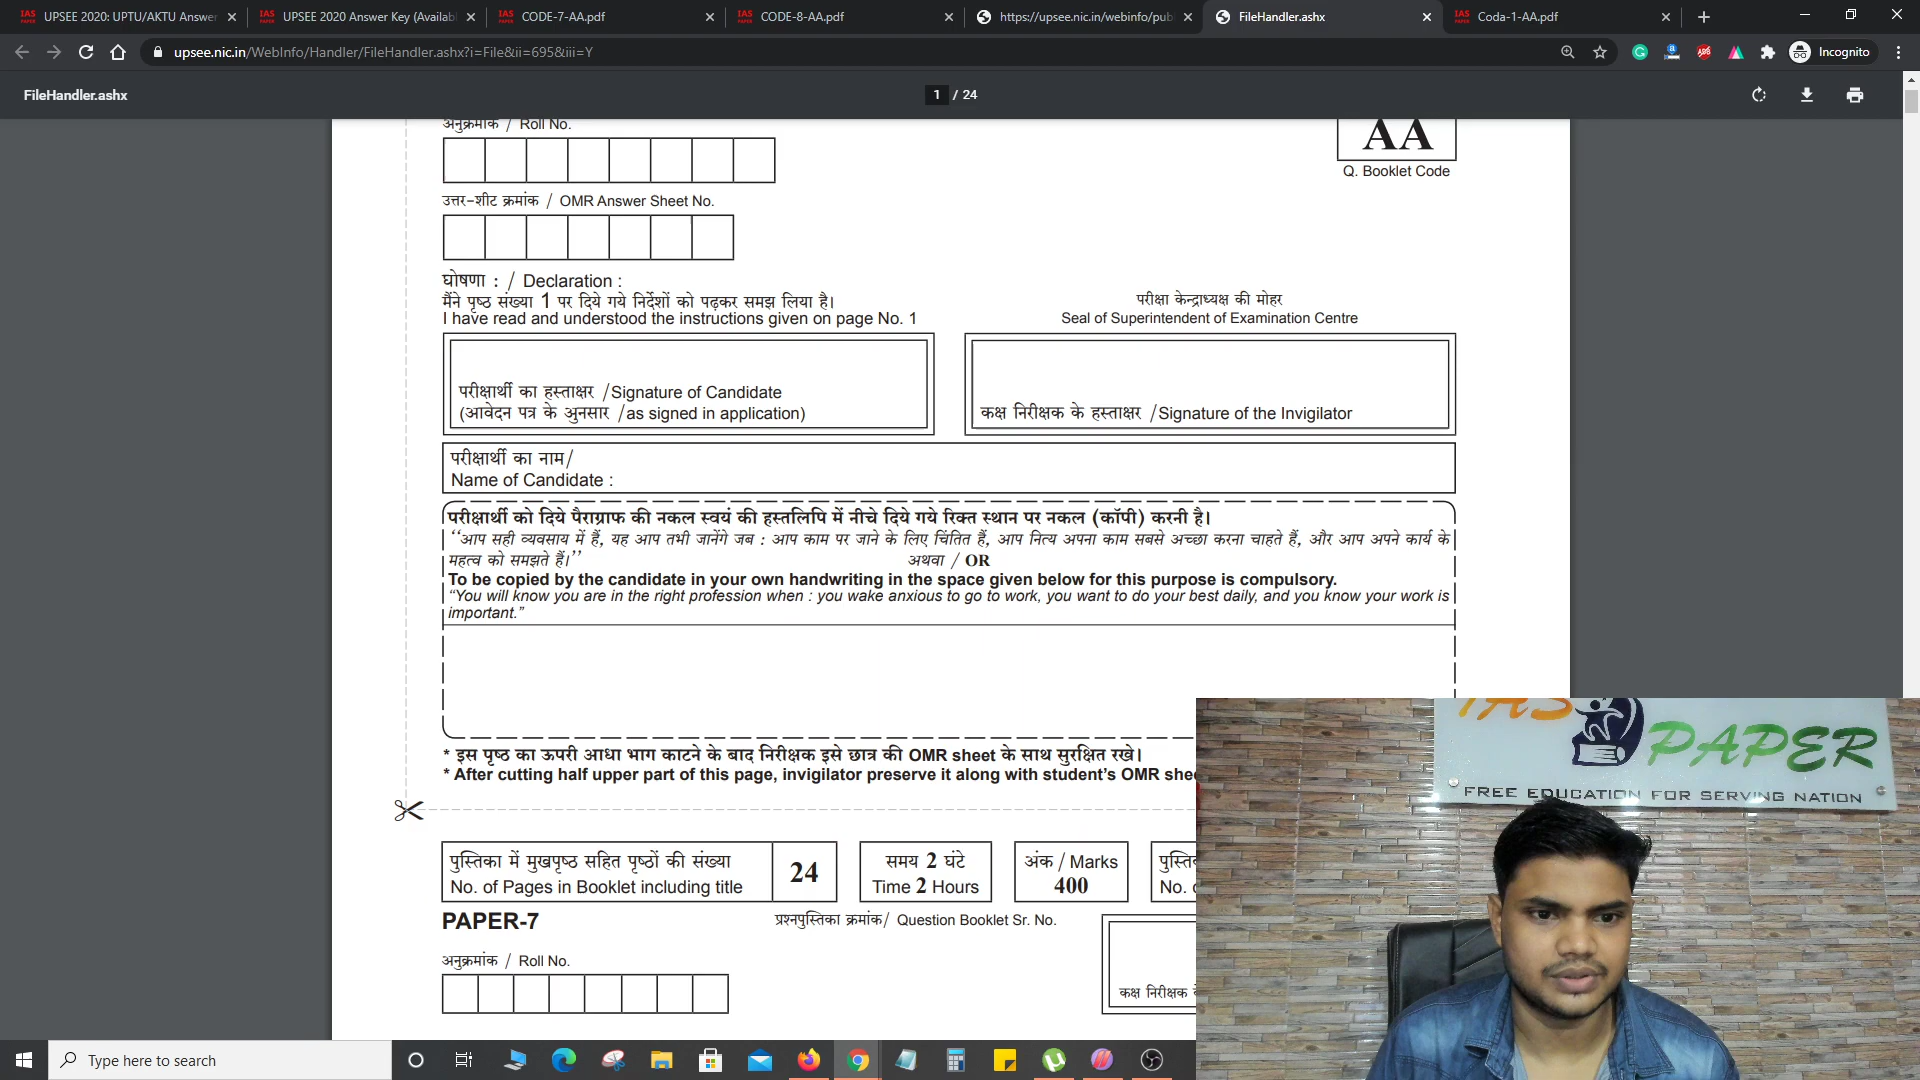 UPSEE 2020: UPTU/AKTU Answer
UPSEE 2020 Answer Key (Availabl
CODE-7-AA.pdf
CODE-8-AA.pdf
https://upsee.nic.in/webinfo/pub
FileHandler.ashx
Coda-1-AA.pdf
upsee.nic.in/WebInfo/Handler/FileHandler.ashx?i=File&ii=695&iii=Y
Incognito
FileHandler.ashx
1 / 24
अनुक्रमांक / Roll No.
AA
Q. Booklet Code
उत्तर-शीट क्रमांक / OMR Answer Sheet No.
घोषणा : / Declaration :
मैंने पृष्ठ संख्या 1 पर दिये गये निर्देशों को पढ़कर समझ लिया है।
I have read and understood the instructions given on page No. 1
परीक्षा केन्द्राध्यक्ष की मोहर
Seal of Superintendent of Examination Centre
परीक्षार्थी का हस्ताक्षर /Signature of Candidate
(आवेदन पत्र के अुनसार /as signed in application)
कक्ष निरीक्षक के हस्ताक्षर /Signature of the Invigilator
परीक्षार्थी का नाम/
Name of Candidate :
परीक्षार्थी को दिये पैराग्राफ की नकल स्वयं की हस्तलिपि में नीचे दिये गये रिक्त स्थान पर नकल (कॉपी) करनी है।
‘‘आप सही व्यवसाय में हैं, यह आप तभी जानेंगे जब : आप काम पर जाने के लिए चिंतित हैं, आप नित्य अपना काम सबसे अच्छा करना चाहते हैं, और आप अपने कार्य के
महत्व को समझते हैं।’’ अथवा / OR
To be copied by the candidate in your own handwriting in the space given below for this purpose is compulsory.
“You will know you are in the right profession when : you wake anxious to go to work, you want to do your best daily, and you know your work is
important.”
* इस पृष्ठ का ऊपरी आधा भाग काटने के बाद निरीक्षक इसे छात्र की OMR sheet के साथ सुरक्षित रखे।
* After cutting half upper part of this page, invigilator preserve it along with student’s OMR shee
पुस्तिका में मुखपृष्ठ सहित पृष्ठों की संख्या
No. of Pages in Booklet including title
24
समय 2 घंटे
Time 2 Hours
अंक / Marks
400
No.
PAPER-7
प्रश्नपुस्तिका क्रमांक/ Question Booklet Sr. No.
अनुक्रमांक / Roll No.
कक्ष निरीक्षक
IAS
PAPER
FREE EDUCATION FOR SERVING NATION
Type here to search